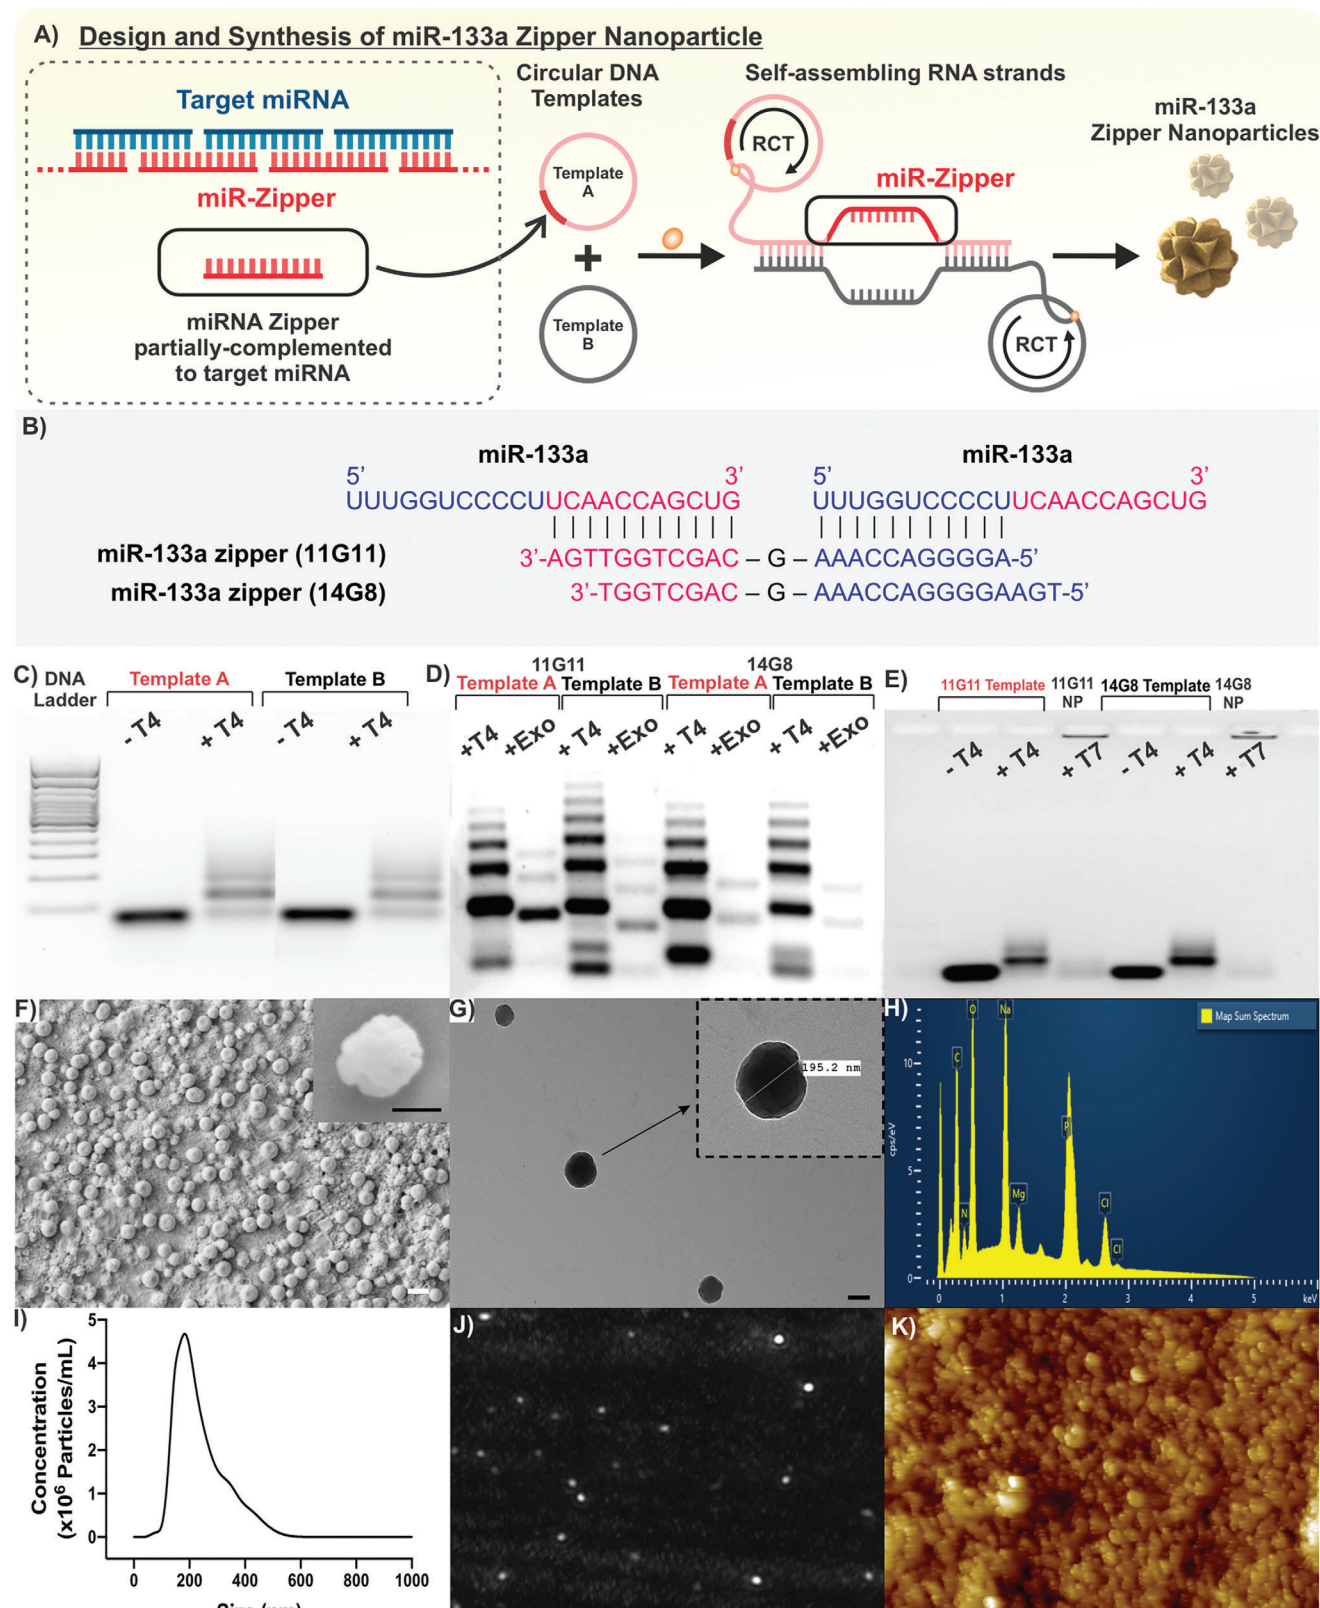 A) Design and Synthesis of miR-133a Zipper Nanoparticle
Target miRNA
miR-Zipper
miRNA Zipper
partially-complemented
to target miRNA
Circular DNA
Templates
Template
A
+
Template
B
Self-assembling RNA strands
RCT
miR-Zipper
RCT
miR-133a
Zipper Nanoparticles
B)
miR-133a miR-133a
5’ 3’ 5’ 3’
UUUGGUCCCCUUCAACCAGCUG UUUGGUCCCCUUCAACCAGCUG
miR-133a zipper (11G11) 3’-AGTTGGTCGAC – G – AAACCAGGGGA-5’
miR-133a zipper (14G8) 3’-TGGTCGAC – G – AAACCAGGGGAAGT-5’
C) DNA
Ladder
Template A Template B
- T4 + T4 - T4 + T4
D) 11G11 14G8
Template A Template B Template A Template B
+T4 +Exo + T4 +Exo + T4 +Exo + T4 +Exo
E) 11G11 Template 11G11
NP
14G8 Template 14G8
NP
- T4 + T4 + T7 - T4 + T4 + T7
F)
G)
195.2 nm
H)
Map Sum Spectrum
cps/eV
10
5
0
C N O Na Mg P Cl Cl
0 1 2 3 4 5 keV
I)
Concentration
(x10⁶ Particles/mL)
5
4
3
2
1
0
0 200 400 600 800 1000
Size (nm)
J)
K)